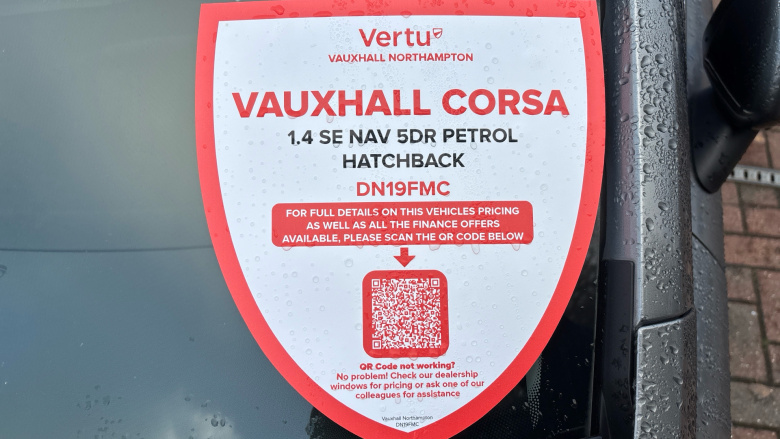 Vertu
VAUXHALL NORTHAMPTON
VAUXHALL CORSA
1.4 SE NAV 5DR PETROL
HATCHBACK
DN19FMC
FOR FULL DETAILS ON THIS VEHICLES PRICING
AS WELL AS ALL THE FINANCE OFFERS
AVAILABLE, PLEASE SCAN THE QR CODE BELOW
QR Code not working?
No problem! Check our dealership
windows for pricing or ask one of our
colleagues for assistance
Vauxhall Northampton
DN19FMC